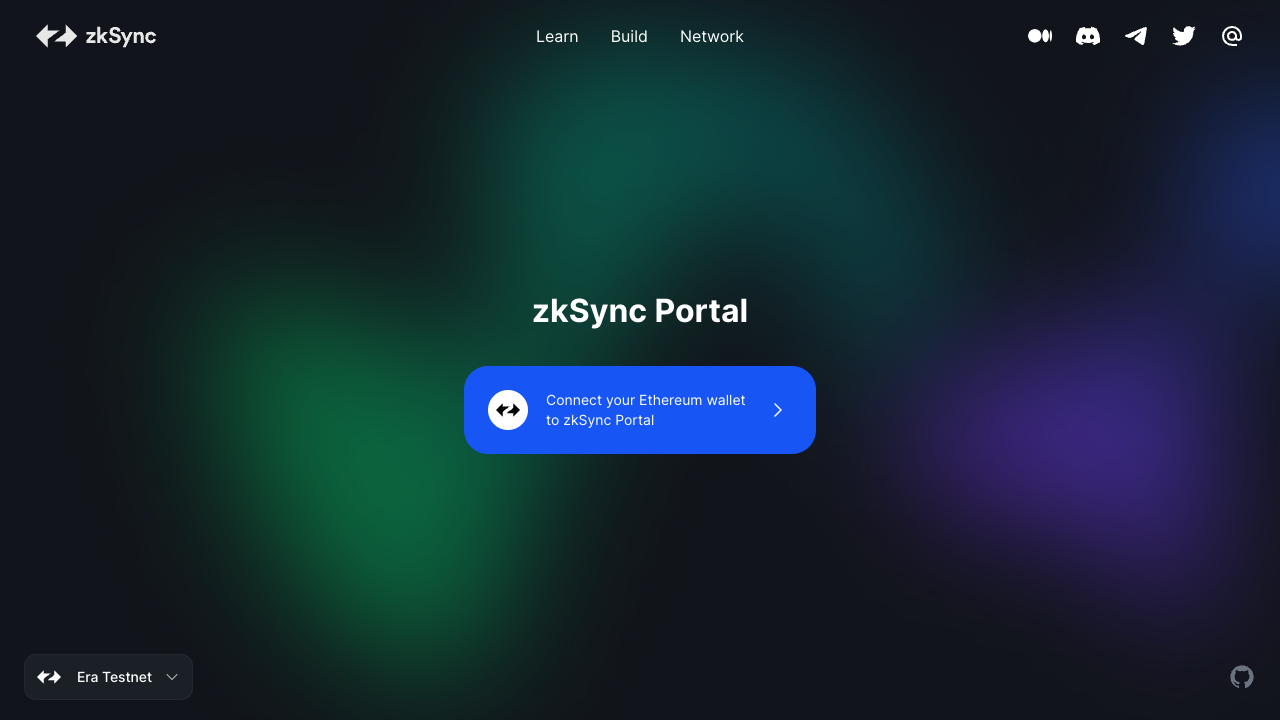 zkSync
Learn
Build
Network
zkSync Portal
Connect your Ethereum wallet
to zkSync Portal
Era Testnet